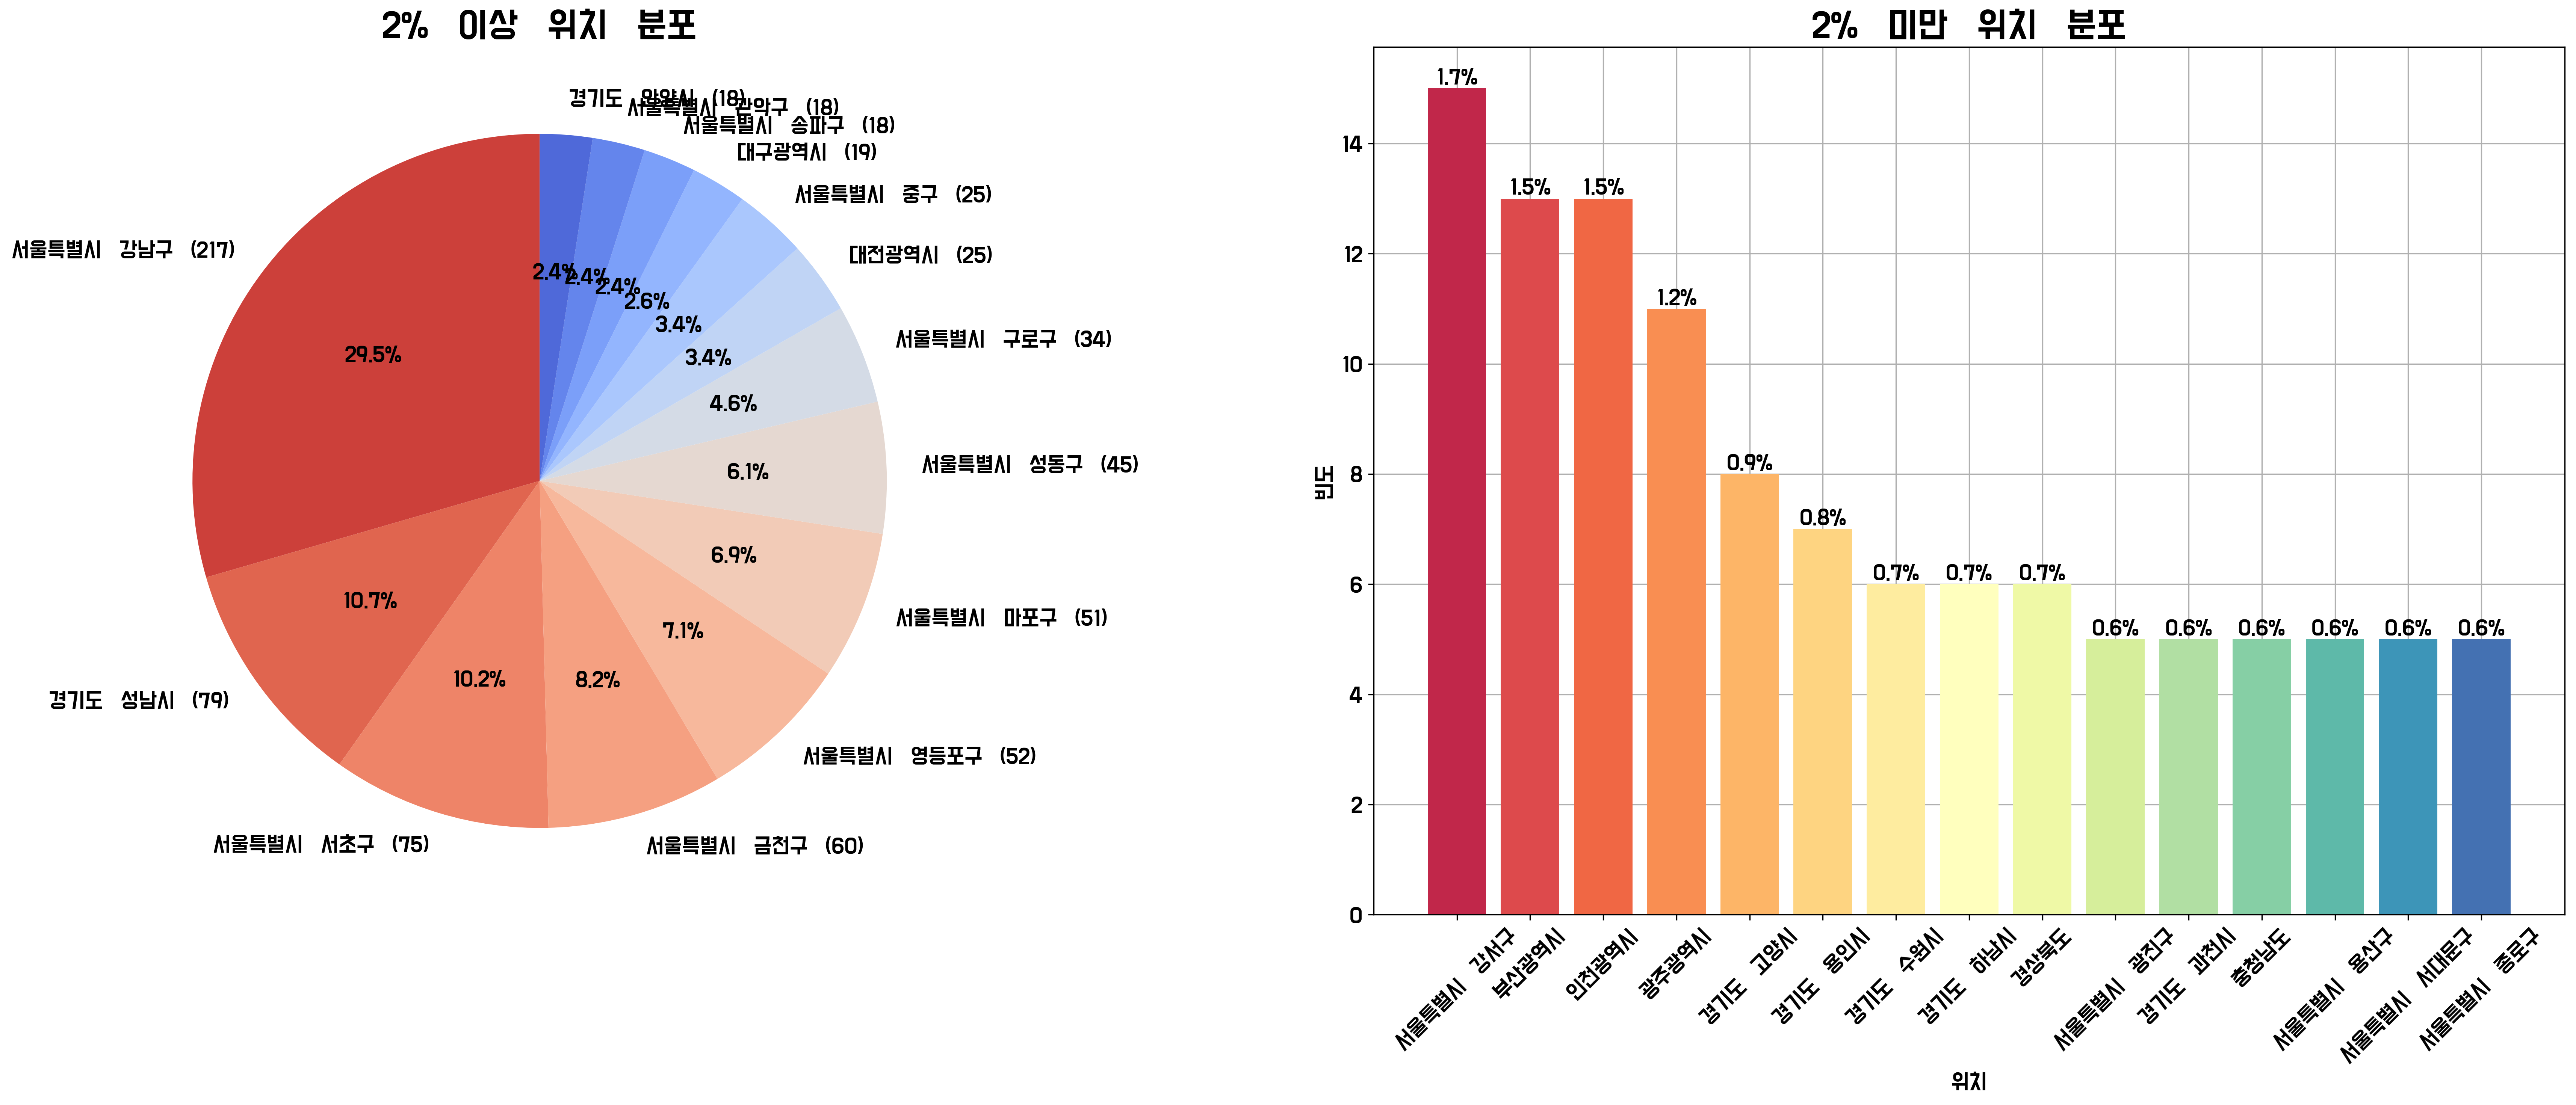 2% 이상 위치 분포
경기도 안양시 (18)
서울특별시 관악구 (18)
서울특별시 송파구 (18)
대구광역시 (19)
서울특별시 중구 (25)
대전광역시 (25)
서울특별시 구로구 (34)
서울특별시 성동구 (45)
서울특별시 마포구 (51)
서울특별시 영등포구 (52)
서울특별시 금천구 (60)
서울특별시 서초구 (75)
경기도 성남시 (79)
서울특별시 강남구 (217)
2.4%
2.4%
2.4%
2.6%
3.4%
3.4%
4.6%
6.1%
6.9%
7.1%
8.2%
10.2%
10.7%
29.5%
2% 미만 위치 분포
빈도
14
12
10
8
6
4
2
0
1.7%
1.5%
1.5%
1.2%
0.9%
0.8%
0.7%
0.7%
0.7%
0.6%
0.6%
0.6%
0.6%
0.6%
0.6%
서울특별시 강서구
부산광역시
인천광역시
광주광역시
경기도 고양시
경기도 용인시
경기도 수원시
경기도 하남시
경상북도
서울특별시 광진구
경기도 과천시
충청남도
서울특별시 용산구
서울특별시 서대문구
서울특별시 종로구
위치